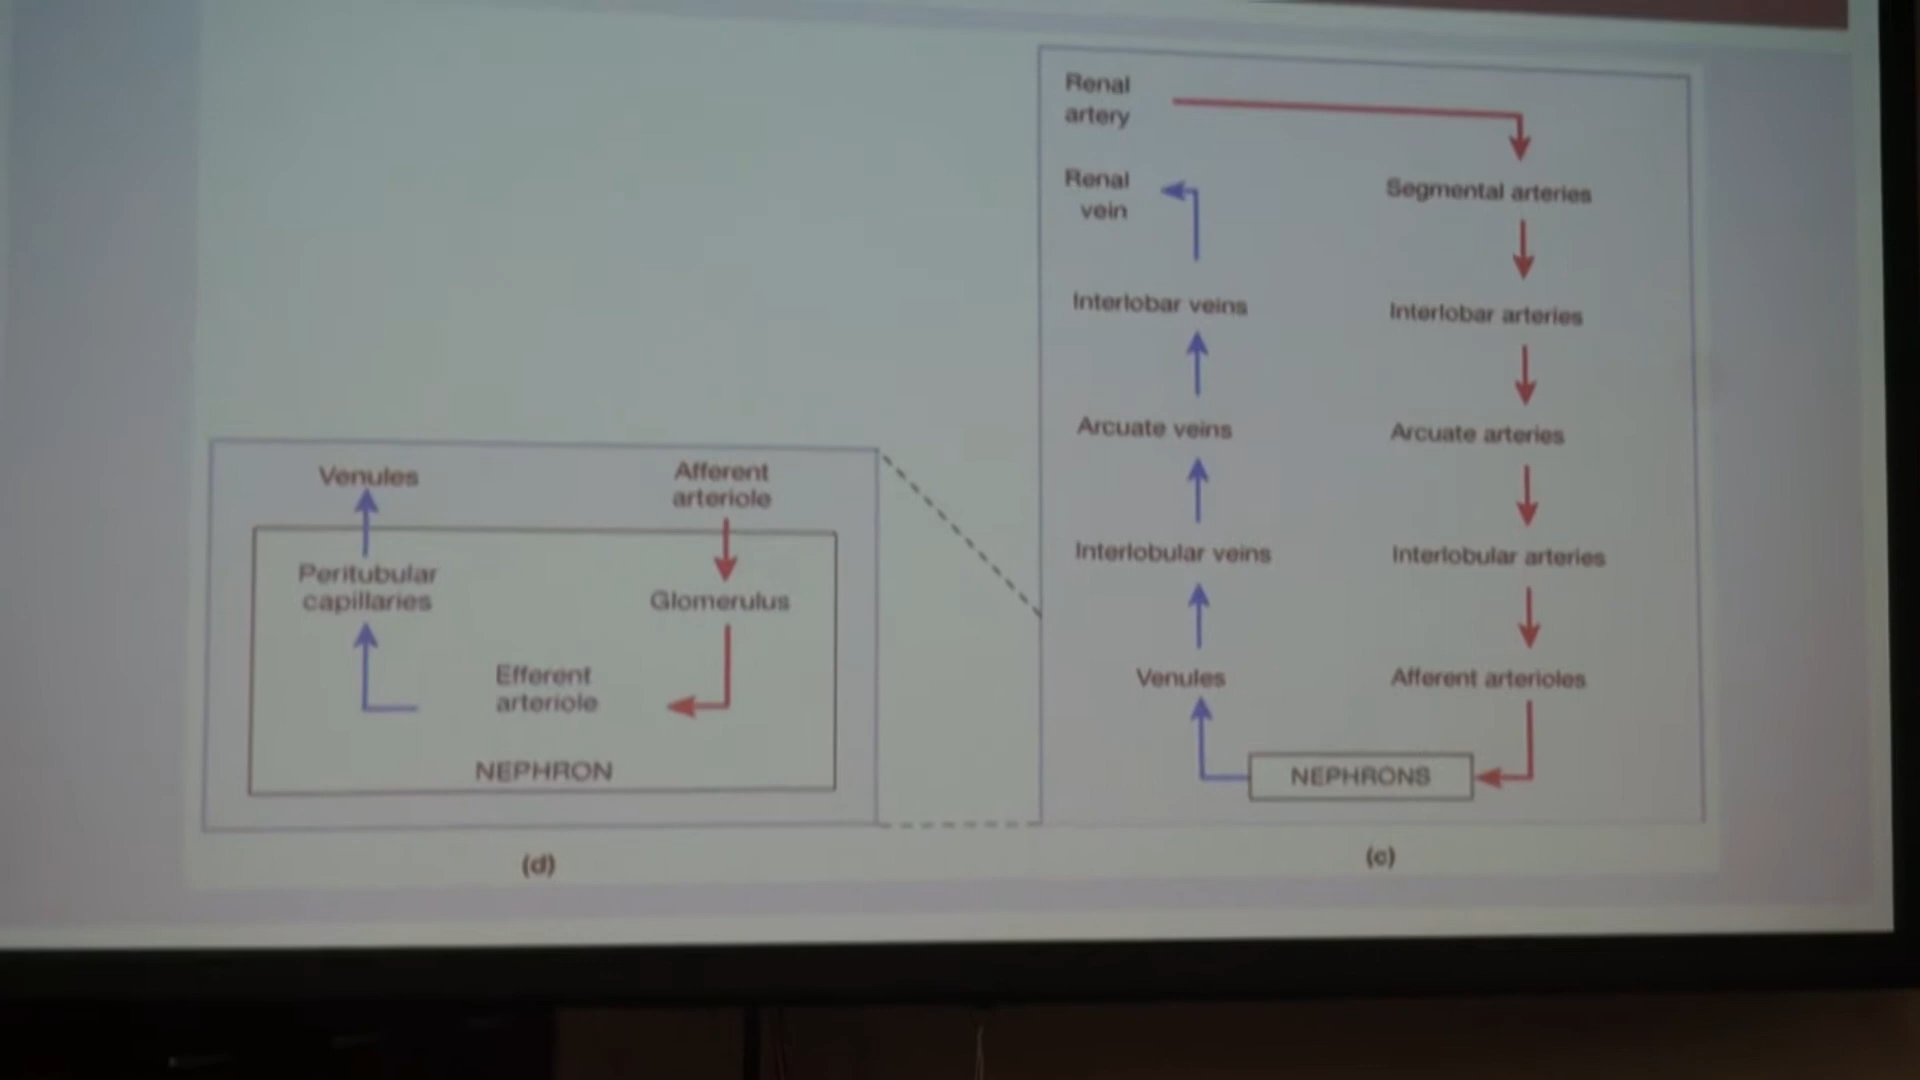 Venules
Afferent
arteriole
Peritubular
capillaries
Glomerulus
Efferent
arteriole
NEPHRON
(d)
Renal
artery
Renal
vein
Segmental arteries
Interlobar veins
Interlobar arteries
Arcuate veins
Arcuate arteries
Interlobular veins
Interlobular arteries
Venules
Afferent arterioles
NEPHRONS
(c)